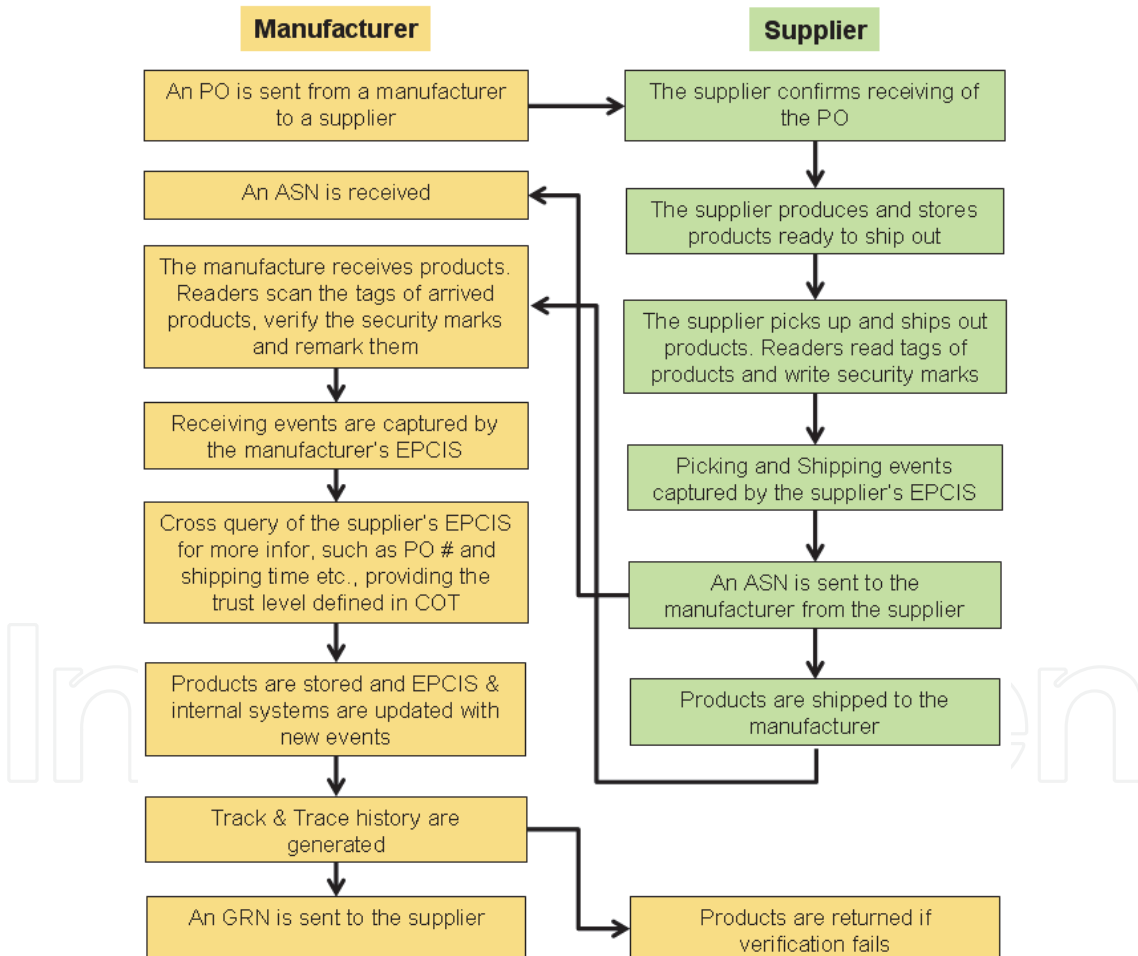 Manufacturer
An PO is sent from a manufacturer
to a supplier
An ASN is received
The manufacture receives products.
Readers scan the tags of arrived
products, verify the security marks
and remark them
Receiving events are captured by
the manufacturer's EPCIS
Cross query of the supplier's EPCIS
for more infor, such as PO # and
shipping time etc., providing the
trust level defined in COT
Products are stored and EPCIS &
internal systems are updated with
new events
Track & Trace history are
generated
An GRN is sent to the supplier
Supplier
The supplier confirms receiving of
the PO
The supplier produces and stores
products ready to ship out
The supplier picks up and ships out
products. Readers read tags of
products and write security marks
Picking and Shipping events
captured by the supplier's EPCIS
An ASN is sent to the
manufacturer from the supplier
Products are shipped to the
manufacturer
Products are returned if
verification fails